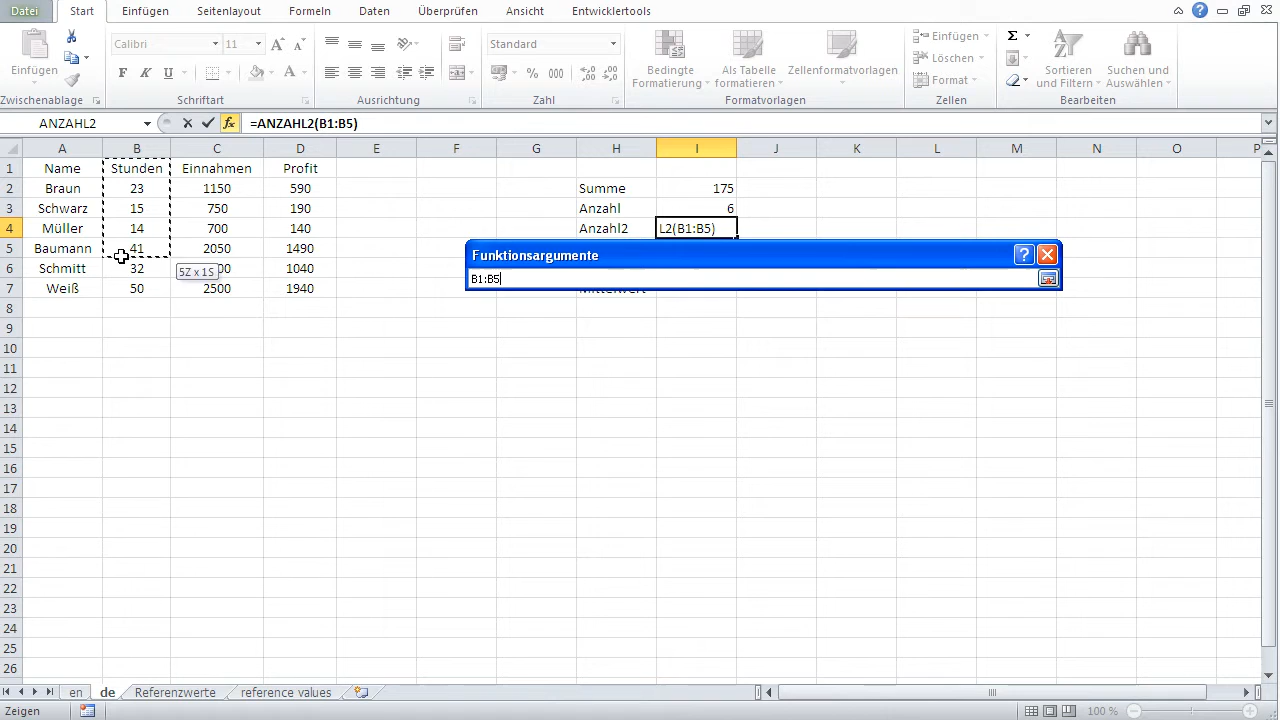 Datei Start Einfügen Seitenlayout Formeln Daten Überprüfen Ansicht Entwicklertools
Einfügen Calibri 11 Standard Bedingte Formatierung Als Tabelle formatieren Zellenformatvorlagen Einfügen Löschen Format Sortieren und Filtern Suchen und Auswählen
F K U % 000
Zwischenablage Schriftart Ausrichtung Zahl Formatvorlagen Zellen Bearbeiten
ANZAHL2 fx =ANZAHL2(B1:B5)
A B C D E F G H I J K L M N O P
1 Name Stunden Einnahmen Profit
2 Braun 23 1150 590 Summe 175
3 Schwarz 15 750 190 Anzahl 6
4 Müller 14 700 140 Anzahl2 L2(B1:B5)
5 Baumann 41 2050 1490
Funktionsargumente
B1:B5
6 Schmitt 32 5Z x 1S 1040
7 Weiß 50 2500 1940 Mittelwert
8
9
10
11
12
13
14
15
16
17
18
19
20
21
22
23
24
25
26
en de Referenzwerte reference values
Zeigen 100 %